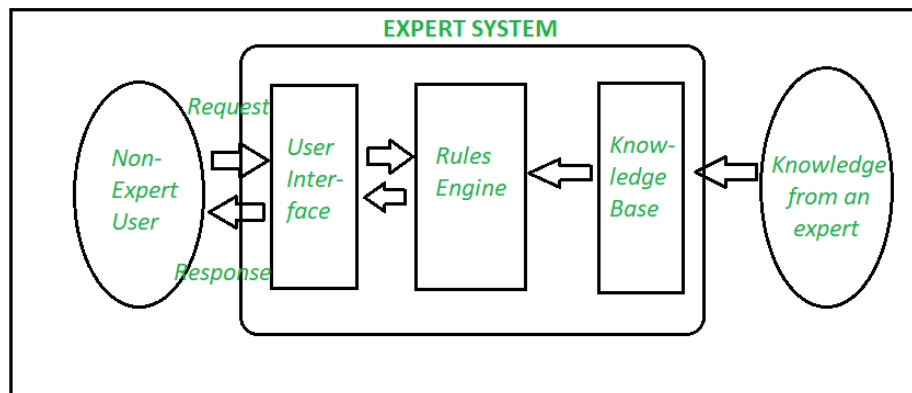 EXPERT SYSTEM
Request
Non-
Expert
User
Response
User
Inter-
face
Rules
Engine
Know-
ledge
Base
Knowledge
from an
expert